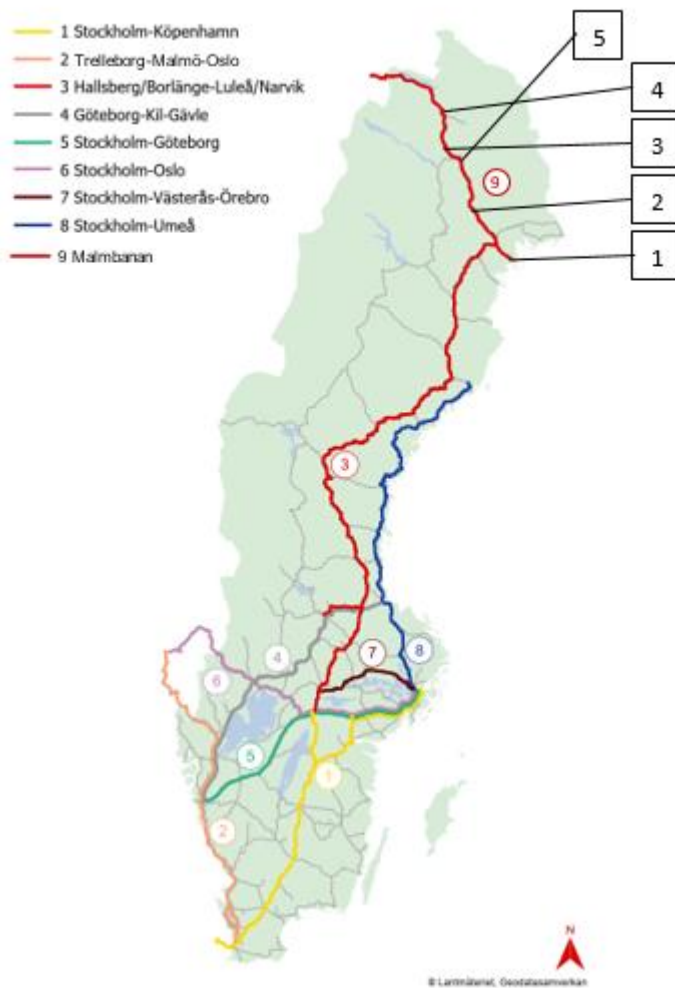 1 Stockholm-Köpenhamn
2 Trelleborg-Malmö-Oslo
3 Hallsberg/Borlänge-Luleå/Narvik
4 Göteborg-Kil-Gävle
5 Stockholm-Göteborg
6 Stockholm-Oslo
7 Stockholm-Västerås-Örebro
8 Stockholm-Umeå
9 Malmbanan
5
4
3
9
2
1
3
7
8
4
6
5
1
2
N
© Lantmäteriet, Geodatasamverkan